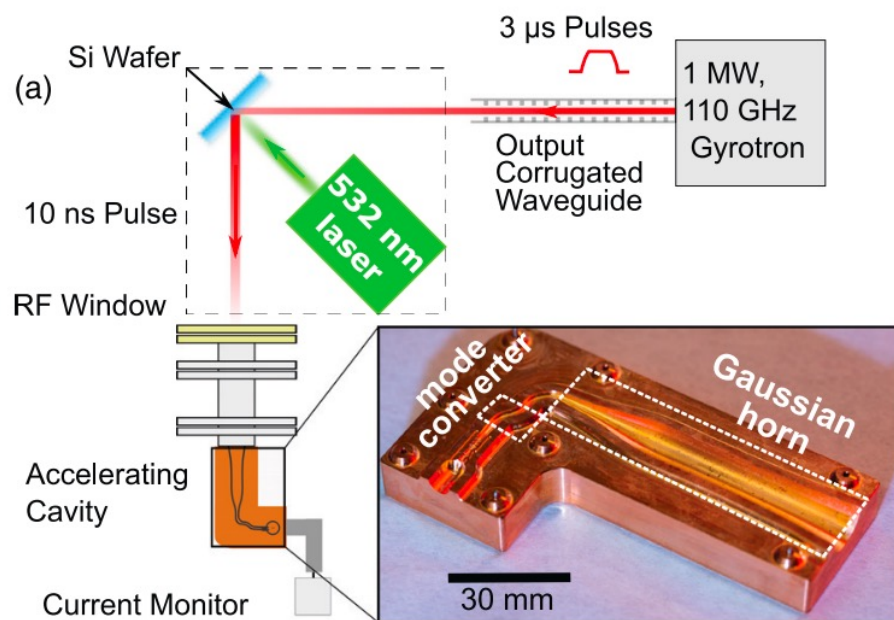 Si Wafer
(a)
3 μs Pulses
1 MW,
110 GHz
Gyrotron
Output
Corrugated
Waveguide
10 ns Pulse
532 nm
laser
RF Window
mode
converter
Gaussian
horn
Accelerating
Cavity
30 mm
Current Monitor